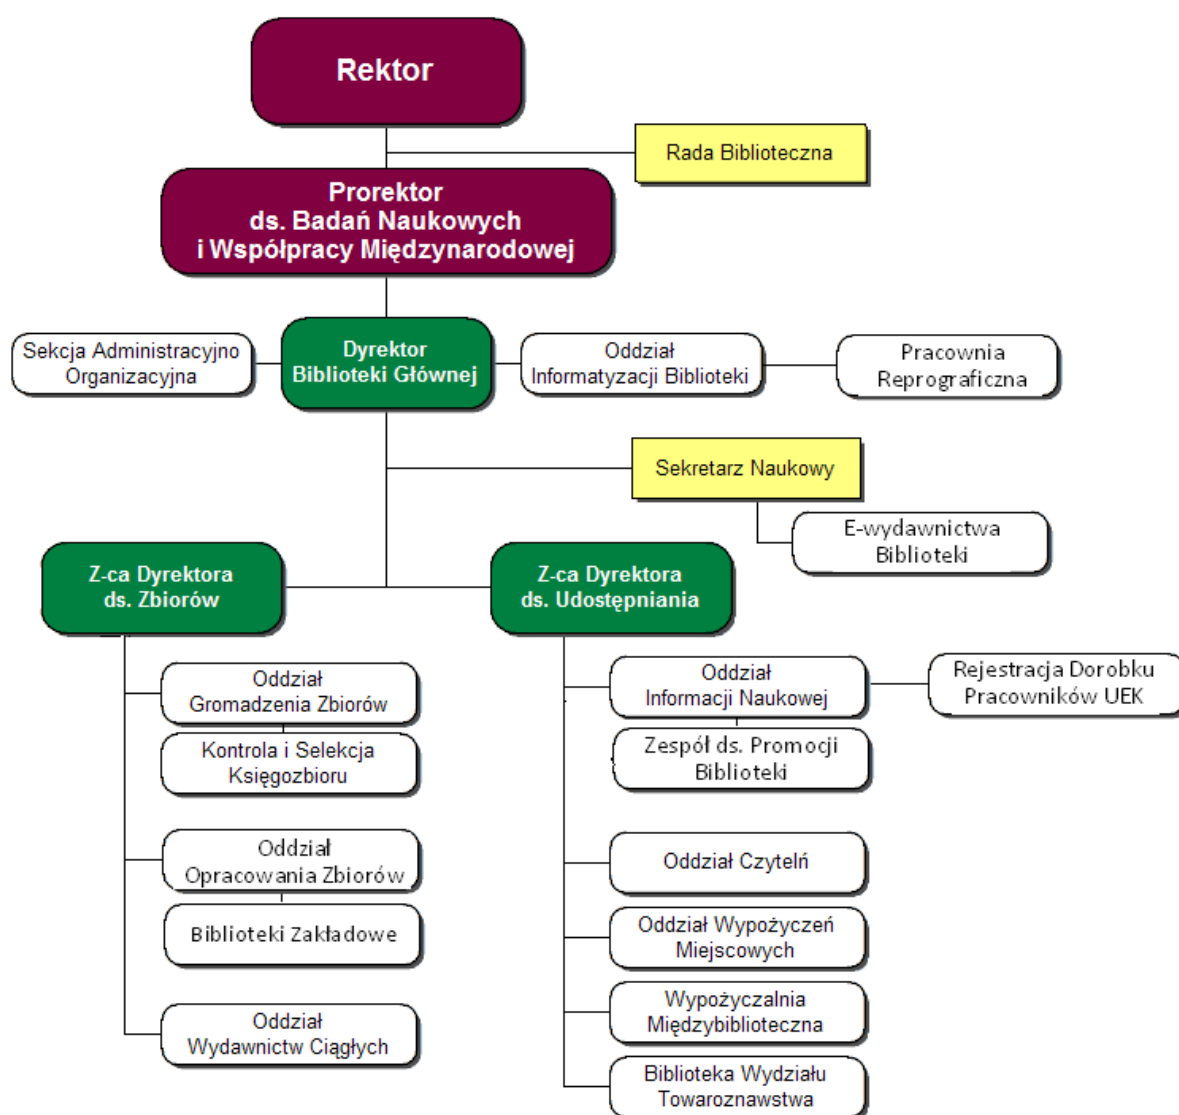 Rektor
Rada Biblioteczna
Prorektor
ds. Badań Naukowych
i Współpracy Międzynarodowej
Sekcja Administracyjno
Organizacyjna
Dyrektor
Biblioteki Głównej
Oddział
Informatyzacji Biblioteki
Pracownia
Reprograficzna
Sekretarz Naukowy
E-wydawnictwa
Biblioteki
Z-ca Dyrektora
ds. Zbiorów
Z-ca Dyrektora
ds. Udostępniania
Oddział
Gromadzenia Zbiorów
Kontrola i Selekcja
Księgozbioru
Oddział
Opracowania Zbiorów
Biblioteki Zakładowe
Oddział
Wydawnictw Ciągłych
Oddział
Informacji Naukowej
Rejestracja Dorobku
Pracowników UEK
Zespół ds. Promocji
Biblioteki
Oddział Czytelń
Oddział Wypożyczeń
Miejscowych
Wypożyczalnia
Międzybiblioteczna
Biblioteka Wydziału
Towaroznawstwa